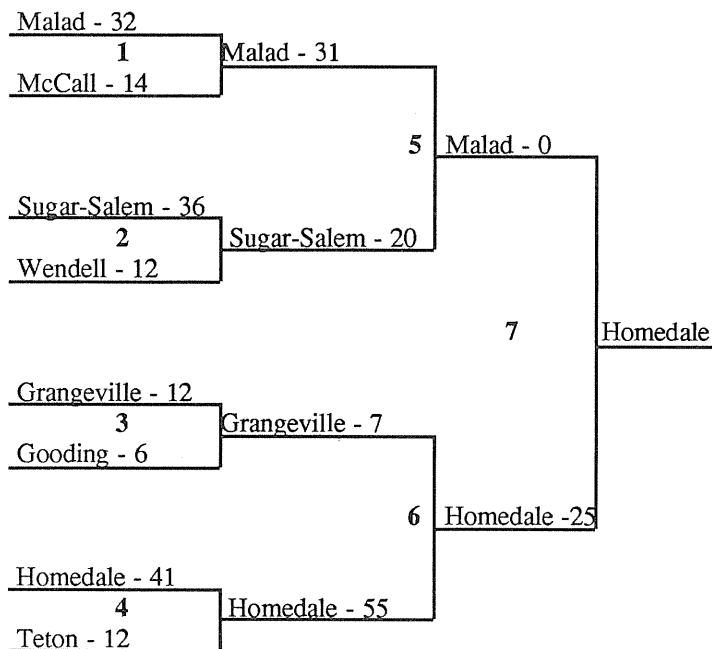 Malad - 32
1
McCall - 14
Malad - 31
5
Malad - 0
Sugar-Salem - 36
2
Wendell - 12
Sugar-Salem - 20
7
Homedale
Grangeville - 12
3
Gooding - 6
Grangeville - 7
6
Homedale -25
Homedale - 41
4
Teton - 12
Homedale - 55